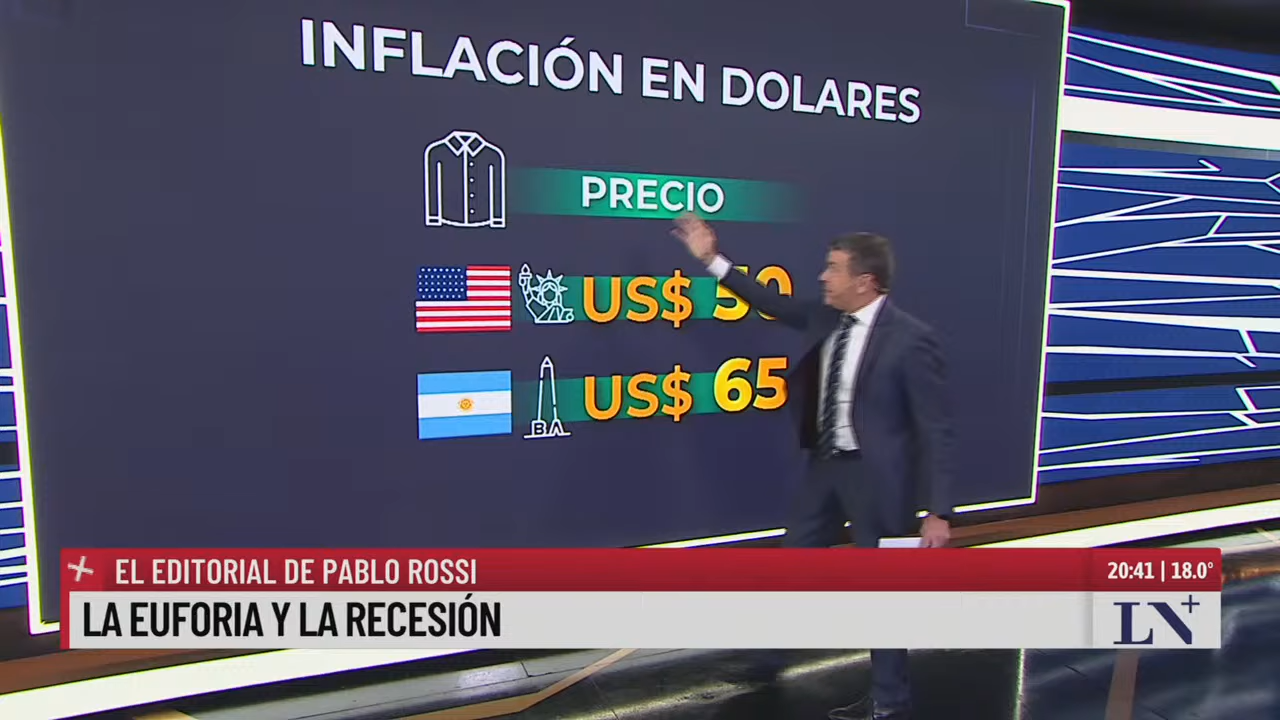 INFLACIÓN EN DOLARES
PRECIO
US$ 50
BA
US$ 65
EL EDITORIAL DE PABLO ROSSI
20:41 | 18.0°
LA EUFORIA Y LA RECESIÓN
LN+